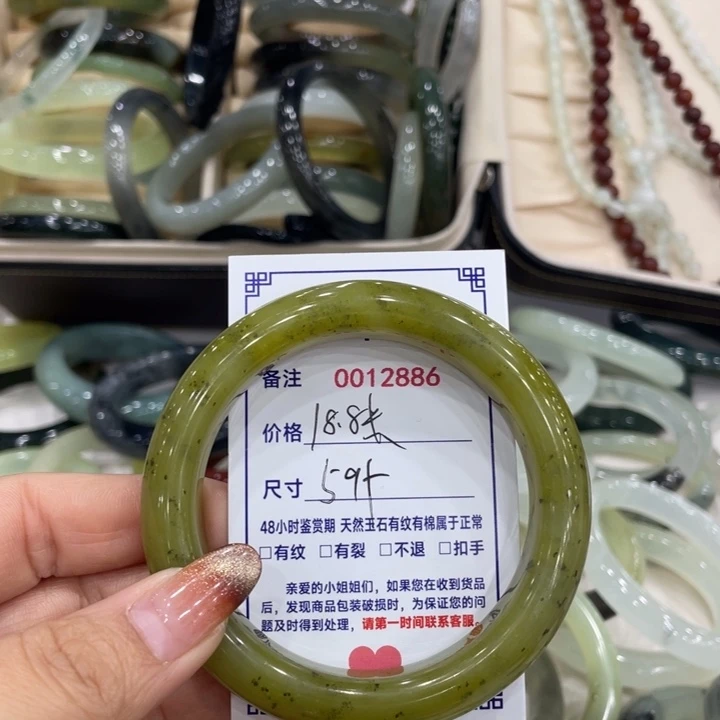 备注 0012886
价格 18.8米
尺寸 59+
48小时鉴赏期 天然玉石有纹有棉属于正常
□有纹 □有裂 □不退 □扣手
亲爱的小姐姐们，如果您在收到货品
后，发现商品包装破损时，为保证您的问
题及时得到处理，请第一时间联系客服。